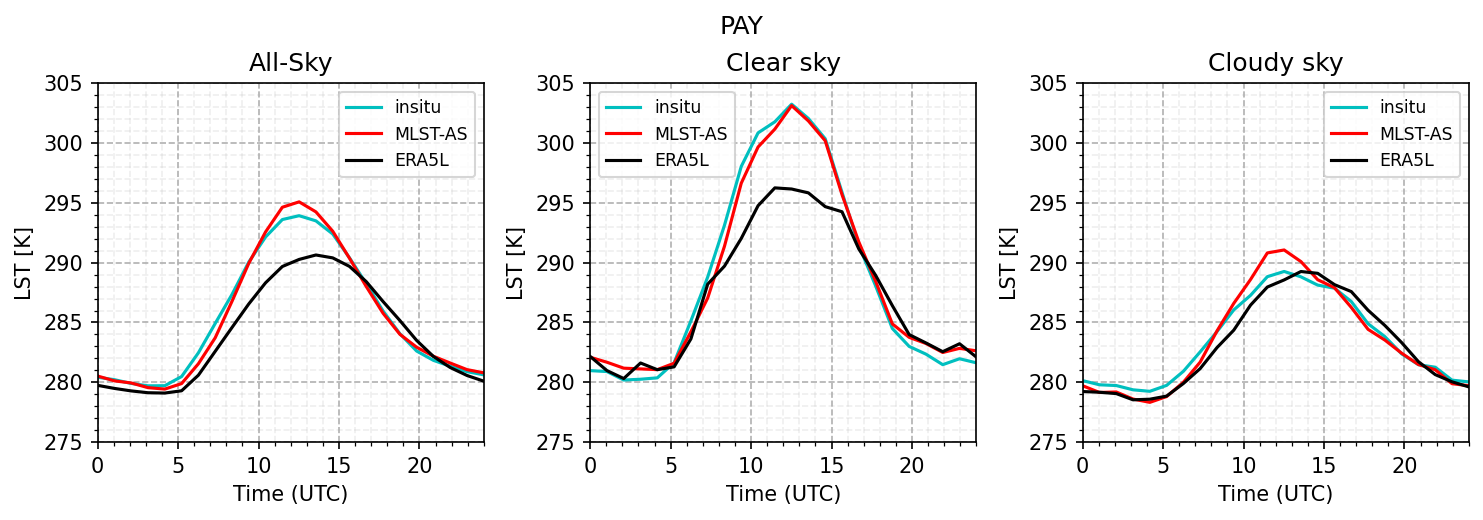 PAY
All-Sky
305
300
295
290
285
280
275
LST [K]
0 5 10 15 20
Time (UTC)
insitu
MLST-AS
ERA5L
Clear sky
305
300
295
290
285
280
275
LST [K]
0 5 10 15 20
Time (UTC)
insitu
MLST-AS
ERA5L
Cloudy sky
305
300
295
290
285
280
275
LST [K]
0 5 10 15 20
Time (UTC)
insitu
MLST-AS
ERA5L